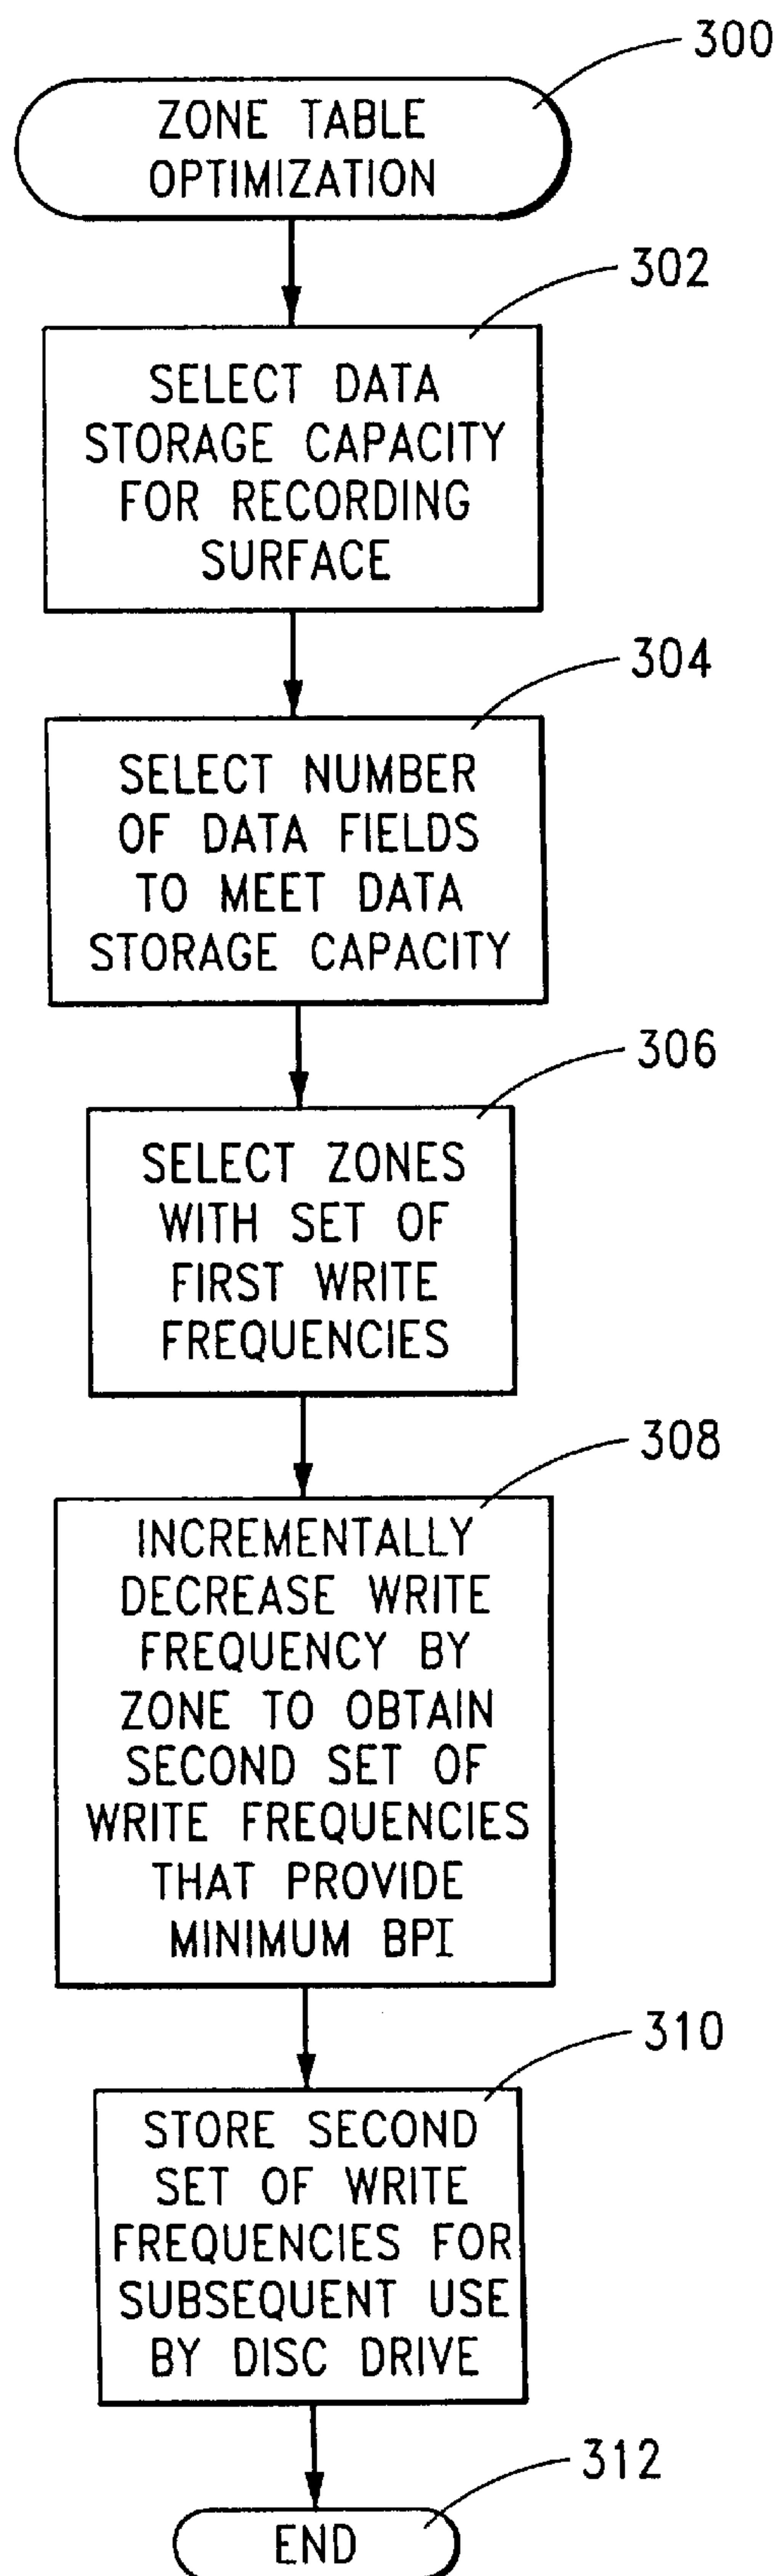 300
ZONE TABLE
OPTIMIZATION
302
SELECT DATA
STORAGE CAPACITY
FOR RECORDING
SURFACE
304
SELECT NUMBER
OF DATA FIELDS
TO MEET DATA
STORAGE CAPACITY
306
SELECT ZONES
WITH SET OF
FIRST WRITE
FREQUENCIES
308
INCREMENTALLY
DECREASE WRITE
FREQUENCY BY
ZONE TO OBTAIN
SECOND SET OF
WRITE FREQUENCIES
THAT PROVIDE
MINIMUM BPI
310
STORE SECOND
SET OF WRITE
FREQUENCIES FOR
SUBSEQUENT USE
BY DISC DRIVE
312
END